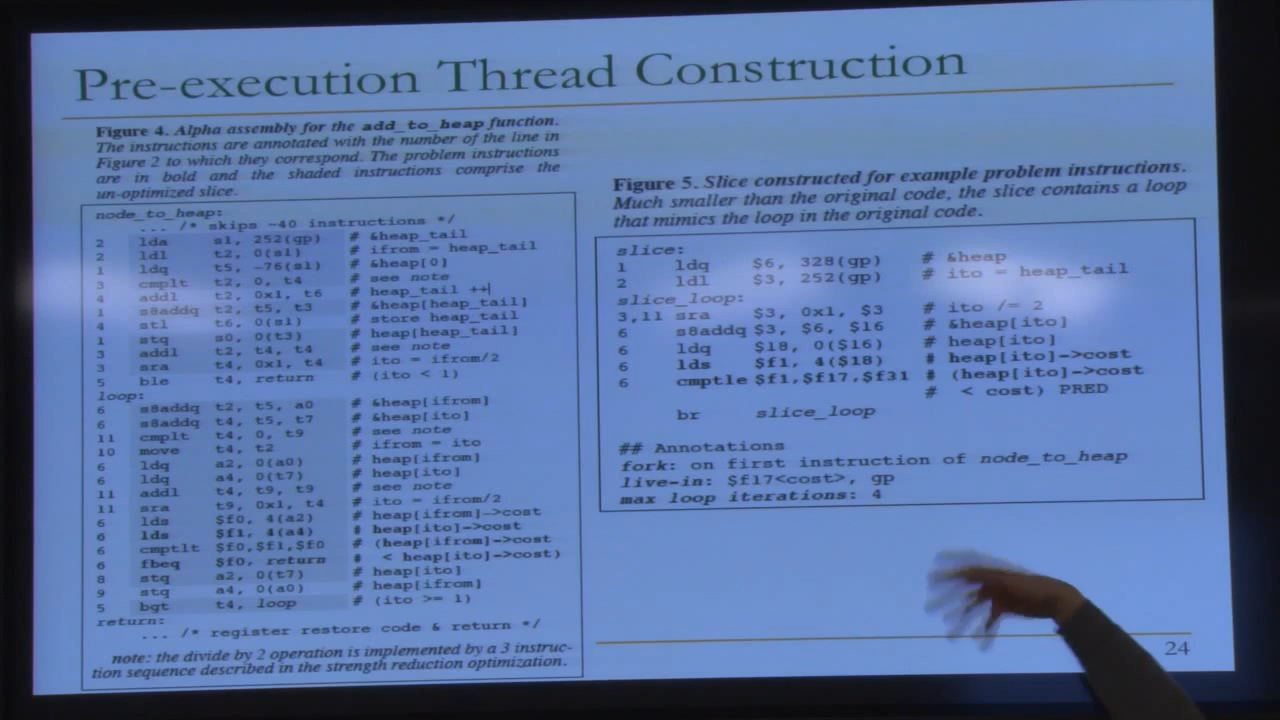 Pre-execution Thread Construction
Figure 4. Alpha assembly for the add_to_heap function.
The instructions are annotated with the number of the line in
Figure 2 to which they correspond. The problem instructions
are in bold and the shaded instructions comprise the
un-optimized slice.
node_to_heap:
... /* skips ~40 instructions */
2 lda s1, 252(gp) # &heap_tail
2 ldl t2, 0(s1) # ifrom = heap_tail
1 ldq t5, -76(s1) # &heap[0]
3 cmplt t2, 0, t4 # see note
4 addl t2, 0x1, t6 # heap_tail ++
1 s8addq t2, t5, t3 # &heap[heap_tail]
4 stl t6, 0(s1) # store heap_tail
1 stq s0, 0(t3) # heap[heap_tail]
3 addl t2, t4, t4 # see note
3 sra t4, 0x1, t4 # ito = ifrom/2
5 ble t4, return # (ito < 1)
loop:
6 s8addq t2, t5, a0 # &heap[ifrom]
6 s8addq t4, t5, t7 # &heap[ito]
11 cmplt t4, 0, t9 # see note
10 move t4, t2 # ifrom = ito
6 ldq a2, 0(a0) # heap[ifrom]
6 ldq a4, 0(t7) # heap[ito]
11 addl t4, t9, t9 # see note
11 sra t9, 0x1, t4 # ito = ifrom/2
6 lds $f0, 4(a2) # heap[ifrom]->cost
6 lds $f1, 4(a4) # heap[ito]->cost
6 cmptlt $f0,$f1,$f0 # (heap[ifrom]->cost
6 fbeq $f0, return # < heap[ito]->cost)
8 stq a2, 0(t7) # heap[ito]
9 stq a4, 0(a0) # heap[ifrom]
5 bgt t4, loop # (ito >= 1)
return:
... /* register restore code & return */
note: the divide by 2 operation is implemented by a 3 instruc-
tion sequence described in the strength reduction optimization.
Figure 5. Slice constructed for example problem instructions.
Much smaller than the original code, the slice contains a loop
that mimics the loop in the original code.
slice:
1 ldq $6, 328(gp) # &heap
2 ldl $3, 252(gp) # ito = heap_tail
slice_loop:
3,11 sra $3, 0x1, $3 # ito /= 2
6 s8addq $3, $6, $16 # &heap[ito]
6 ldq $18, 0($16) # heap[ito]
6 lds $f1, 4($18) # heap[ito]->cost
6 cmptle $f1,$f17,$f31 # (heap[ito]->cost
# < cost) PRED
br slice_loop
## Annotations
fork: on first instruction of node_to_heap
live-in: $f17<cost>, gp
max loop iterations: 4
24